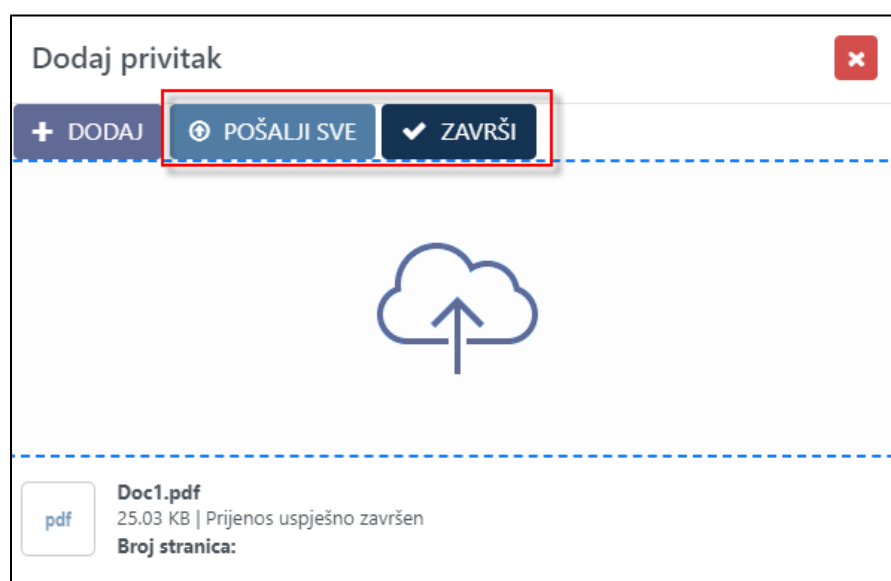 Dodaj privitak
DODAJ POŠALJI SVE ZAVRŠI
pdf
Doc1.pdf
25.03 KB | Prijenos uspješno završen
Broj stranica: